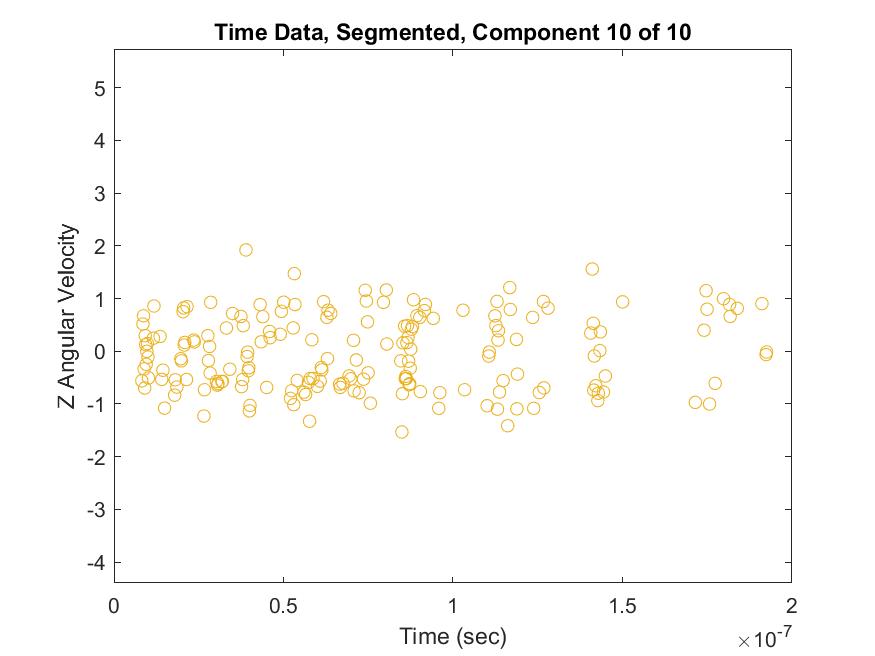 Time Data, Segmented, Component 10 of 10
5
4
3
2
1
0
-1
-2
-3
-4
Z Angular Velocity
0 0.5 1 1.5 2
Time (sec)
×10-7